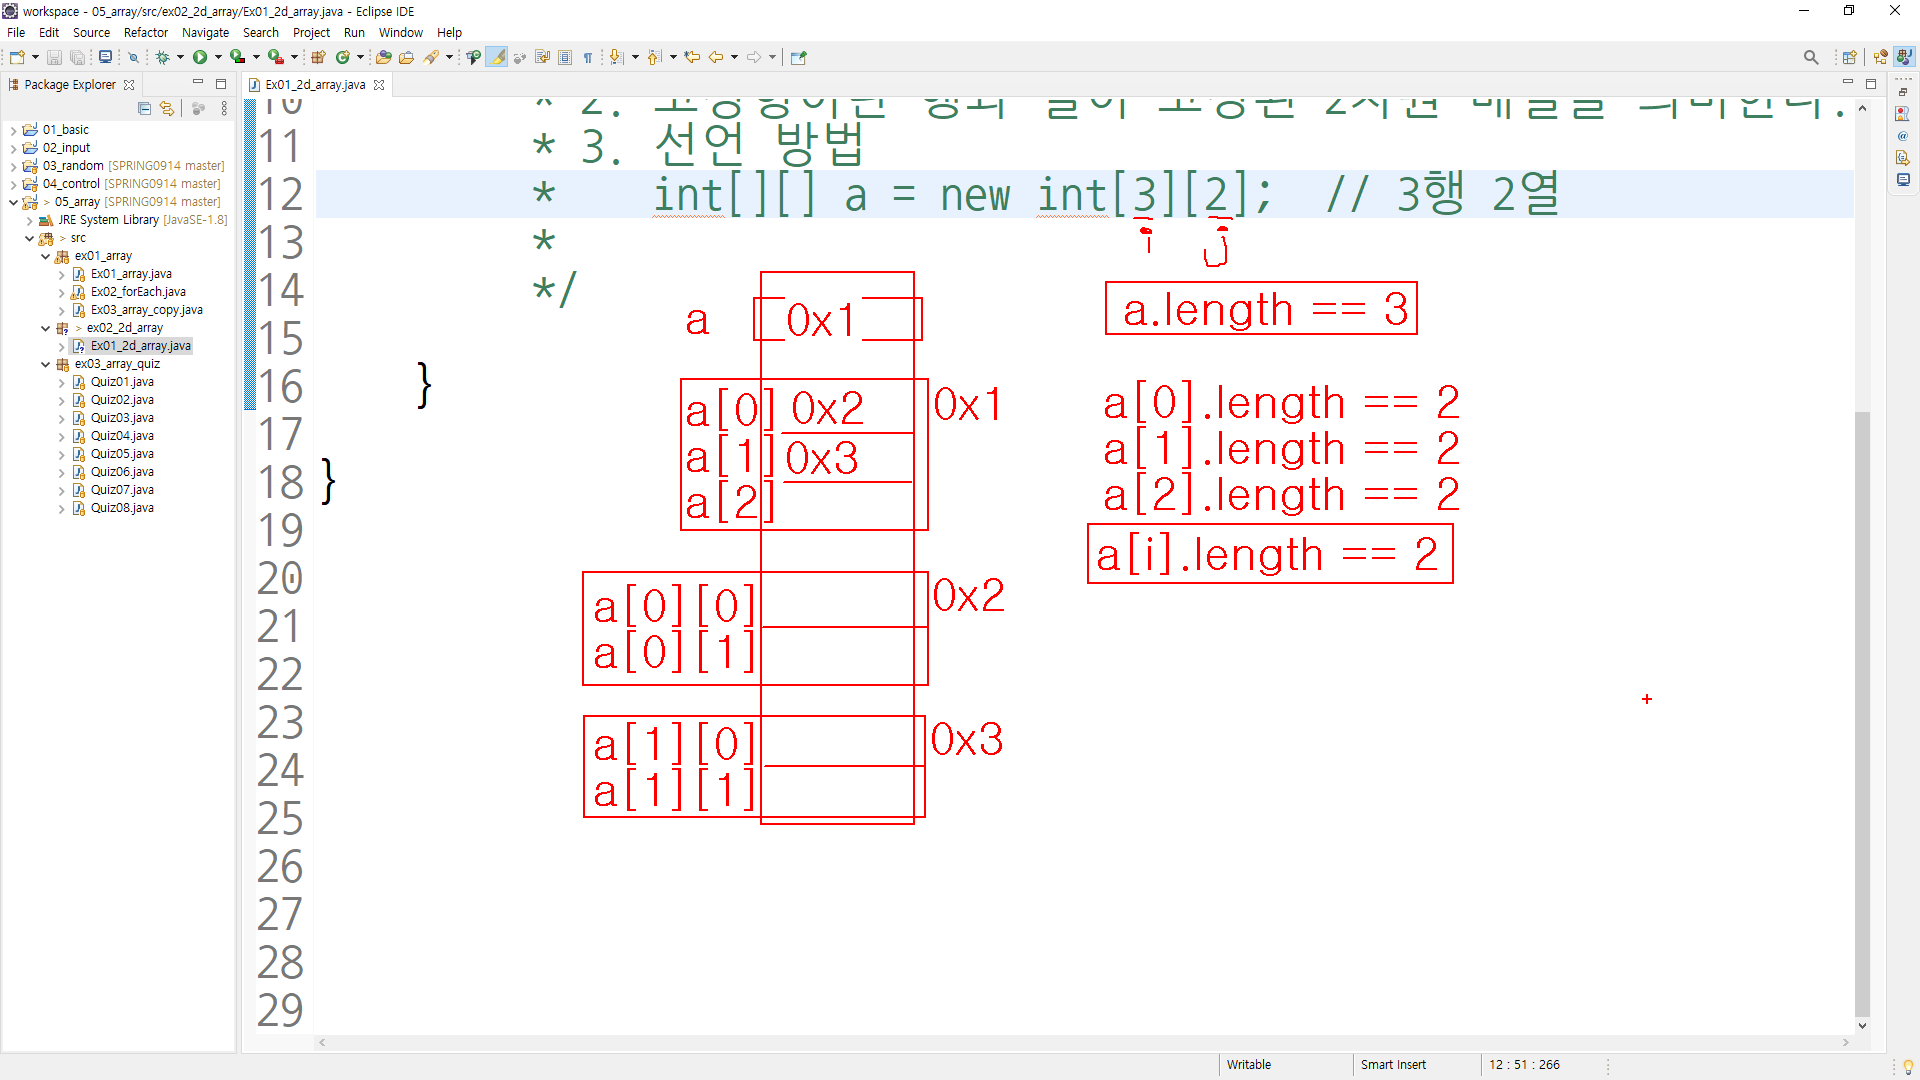 workspace - 05_array/src/ex02_2d_array/Ex01_2d_array.java - Eclipse IDE
File Edit Source Refactor Navigate Search Project Run Window Help
Package Explorer
01_basic
02_input
03_random [SPRING0914 master]
04_control [SPRING0914 master]
> 05_array [SPRING0914 master]
JRE System Library [JavaSE-1.8]
> src
ex01_array
Ex01_array.java
Ex02_forEach.java
Ex03_array_copy.java
> ex02_2d_array
Ex01_2d_array.java
ex03_array_quiz
Quiz01.java
Quiz02.java
Quiz03.java
Quiz04.java
Quiz05.java
Quiz06.java
Quiz07.java
Quiz08.java
Ex01_2d_array.java
10 * 2.
11 * 3. 선언 방법
12 * int[][] a = new int[3][2]; // 3행 2열
13 *
14 */
15
16 }
17
18 }
19
20
21
22
23
24
25
26
27
28
29
i j
a 0x1
a[0] 0x2 0x1
a[1] 0x3
a[2]
a[0][0] 0x2
a[0][1]
a[1][0] 0x3
a[1][1]
a.length == 3
a[0].length == 2
a[1].length == 2
a[2].length == 2
a[i].length == 2
Writable Smart Insert 12 : 51 : 266